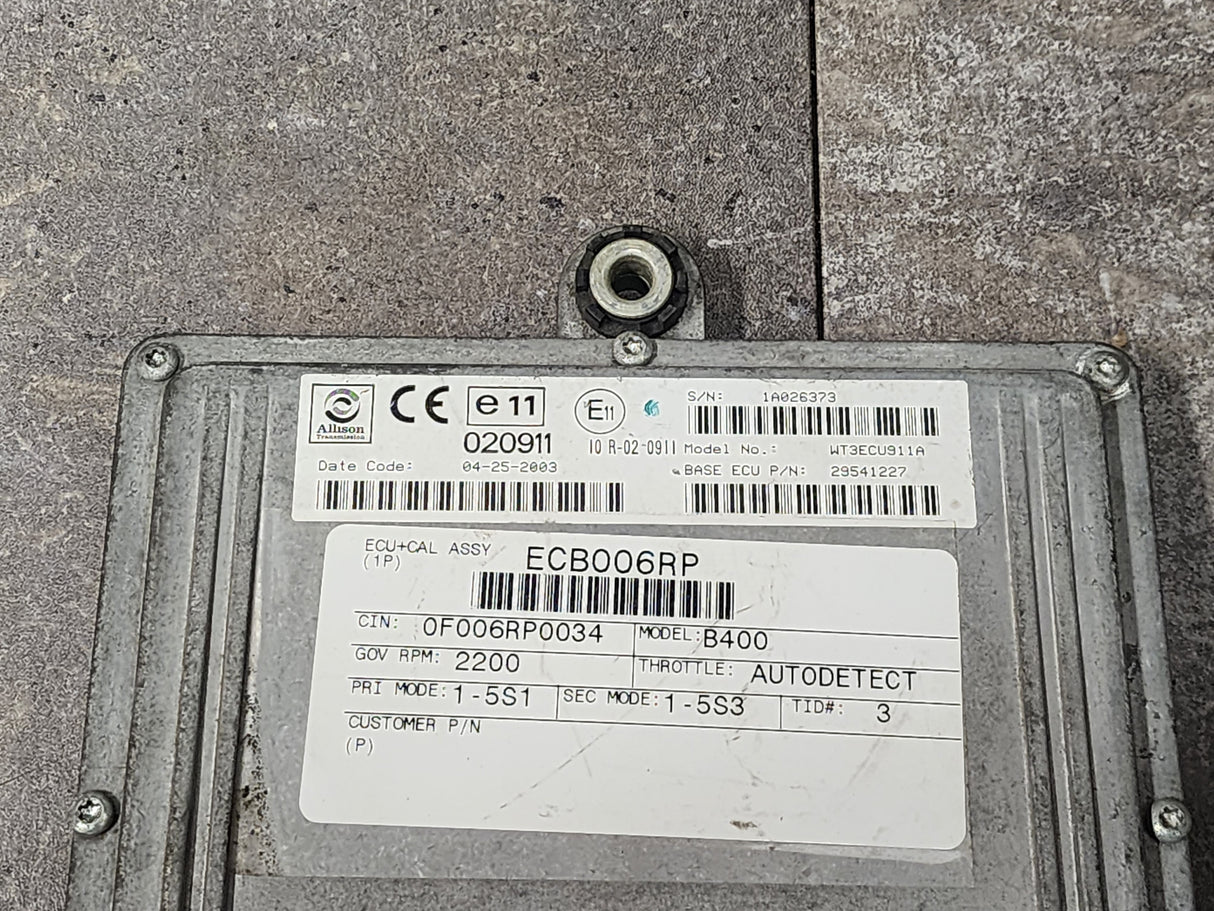 Allison
Transmission
CE
e 11
020911
E11
10 R-02-0911
S/N: 1A026373
Model No.: WT3ECU911A
BASE ECU P/N: 29541227
Date Code: 04-25-2003
ECU+CAL ASSY ECB006RP
(1P)
CIN: 0F006RP0034 MODEL: B400
GOV RPM: 2200 THROTTLE: AUTODETECT
PRI MODE: 1-5S1 SEC MODE: 1-5S3 TID#: 3
CUSTOMER P/N
(P)